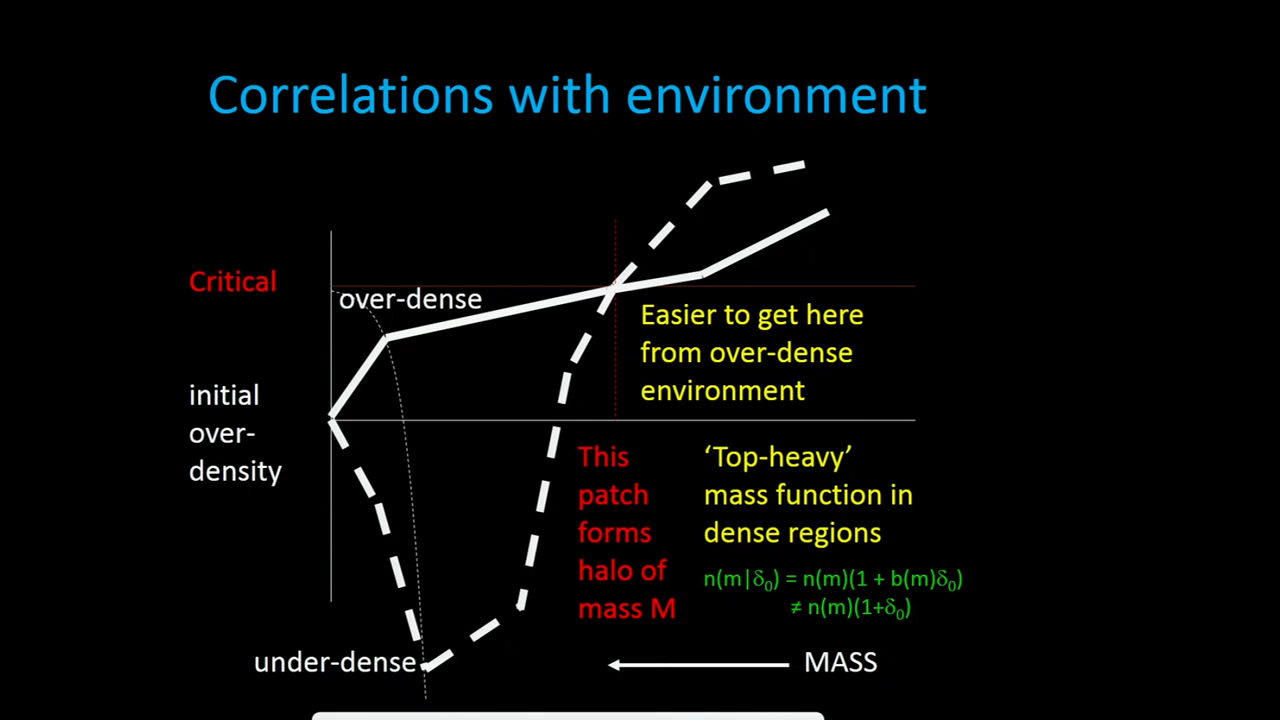 Correlations with environment
Critical
over-dense
Easier to get here
from over-dense
environment
initial
over-
density
This
patch
forms
halo of
mass M
‘Top-heavy’
mass function in
dense regions
n(m|δ₀) = n(m)(1 + b(m)δ₀)
≠ n(m)(1+δ₀)
under-dense
MASS